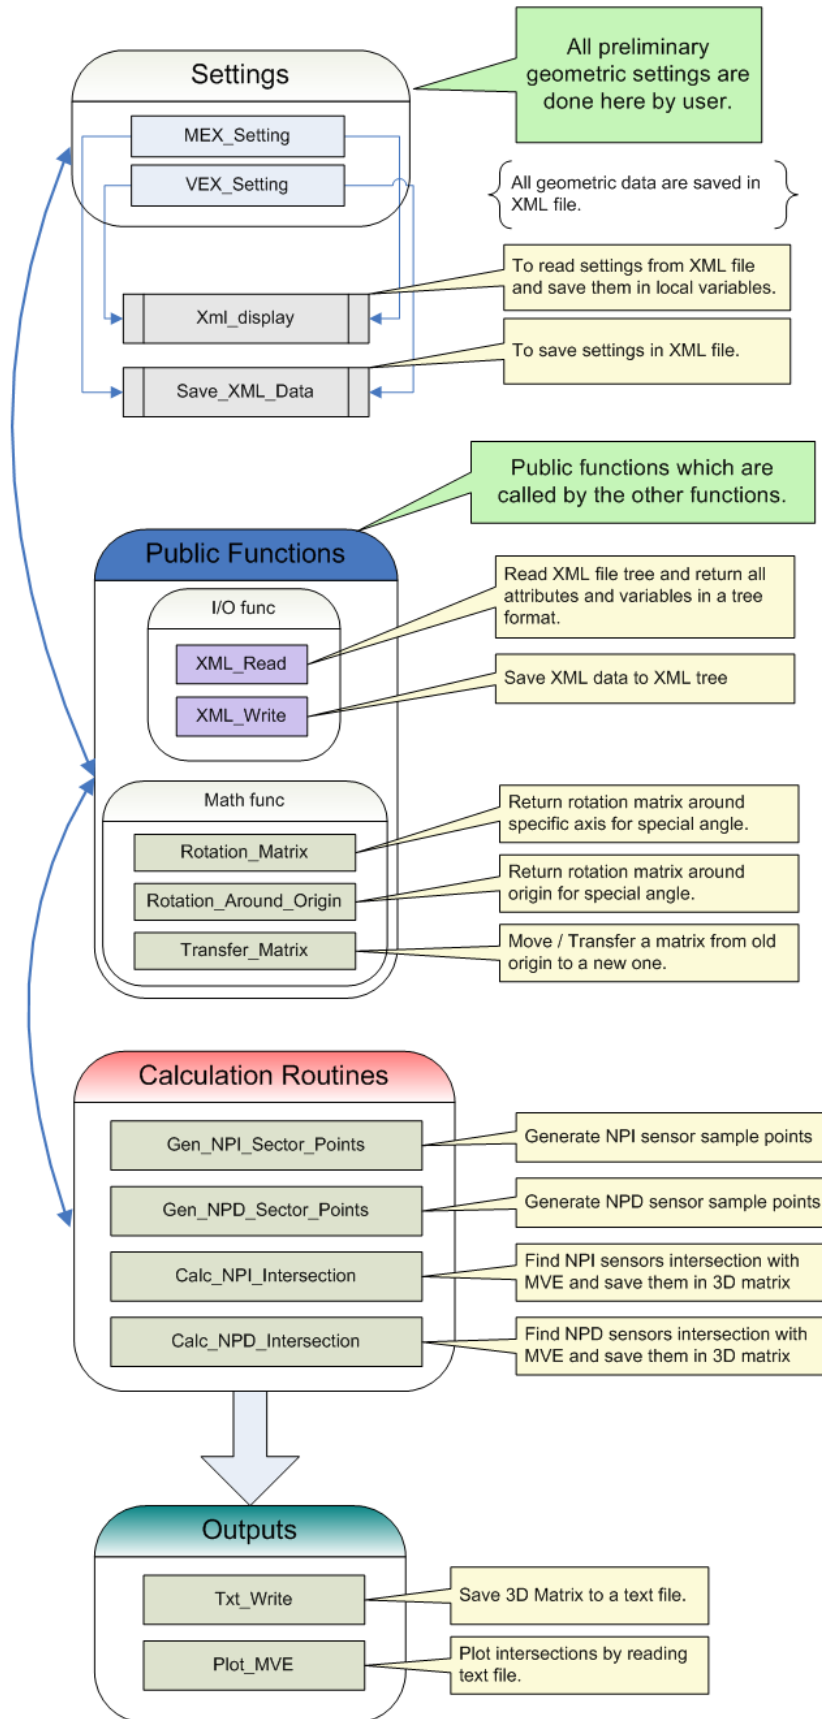 Settings
All preliminary
geometric settings are
done here by user.
MEX_Setting
VEX_Setting
All geometric data are saved in
XML file.
To read settings from XML file
and save them in local variables.
Xml_display
To save settings in XML file.
Save_XML_Data
Public functions which are
called by the other functions.
Public Functions
I/O func
Read XML file tree and return all
attributes and variables in a tree
format.
XML_Read
Save XML data to XML tree
XML_Write
Math func
Return rotation matrix around
specific axis for special angle.
Rotation_Matrix
Return rotation matrix around
origin for special angle.
Rotation_Around_Origin
Move / Transfer a matrix from old
origin to a new one.
Transfer_Matrix
Calculation Routines
Gen_NPI_Sector_Points
Generate NPI sensor sample points
Gen_NPD_Sector_Points
Generate NPD sensor sample points
Calc_NPI_Intersection
Find NPI sensors intersection with
MVE and save them in 3D matrix
Calc_NPD_Intersection
Find NPD sensors intersection with
MVE and save them in 3D matrix
Outputs
Txt_Write
Save 3D Matrix to a text file.
Plot_MVE
Plot intersections by reading
text file.